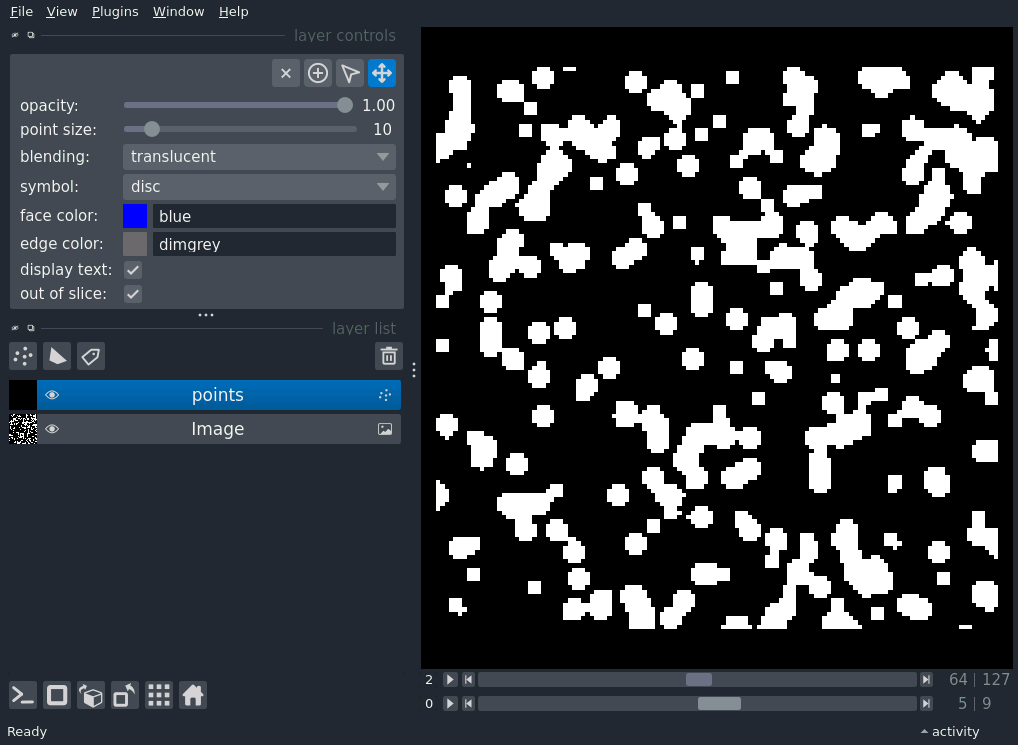 File View Plugins Window Help
layer controls
opacity: 1.00
point size: 10
blending: translucent
symbol: disc
face color: blue
edge color: dimgrey
display text:
out of slice:
layer list
points
Image
2 64 | 127
0 5 | 9
Ready activity